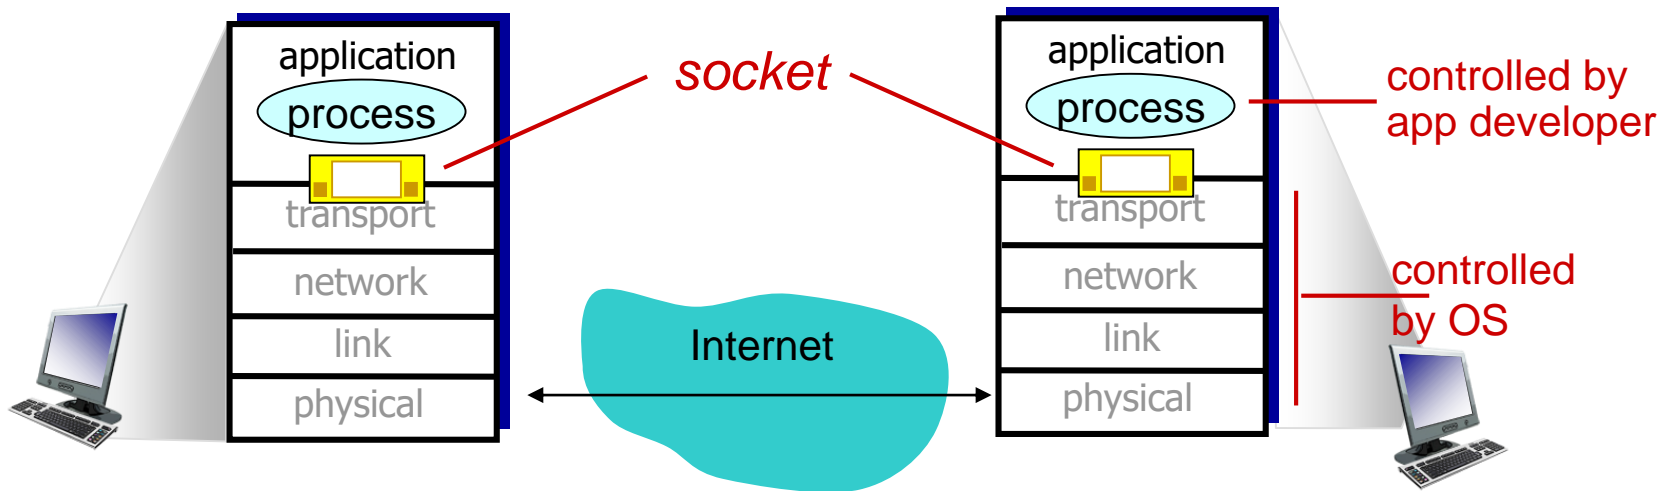 application
process
transport
network
link
physical
socket
Internet
application
process
transport
network
link
physical
controlled by
app developer
controlled
by OS